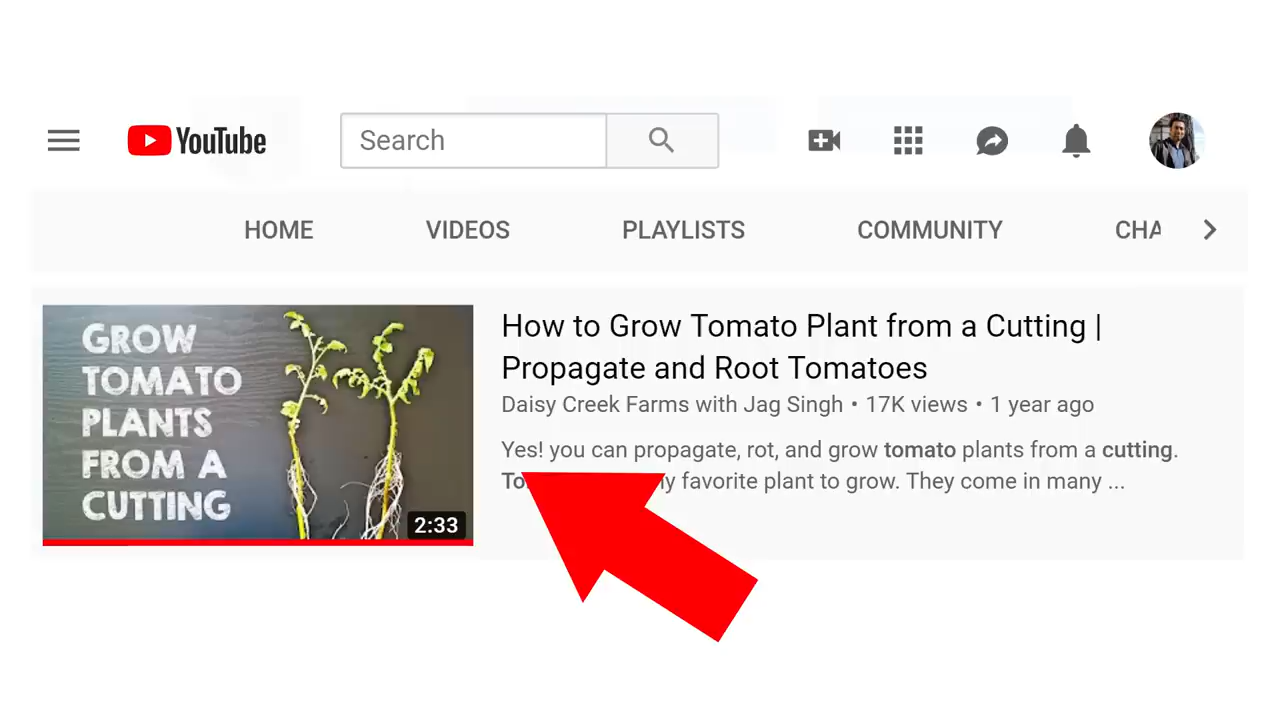 YouTube
Search
HOME VIDEOS PLAYLISTS COMMUNITY CHA
GROW
TOMATO
PLANTS
FROM A
CUTTING
2:33
How to Grow Tomato Plant from a Cutting |
Propagate and Root Tomatoes
Daisy Creek Farms with Jag Singh • 17K views • 1 year ago
Yes! you can propagate, rot, and grow tomato plants from a cutting.
favorite plant to grow. They come in many ...